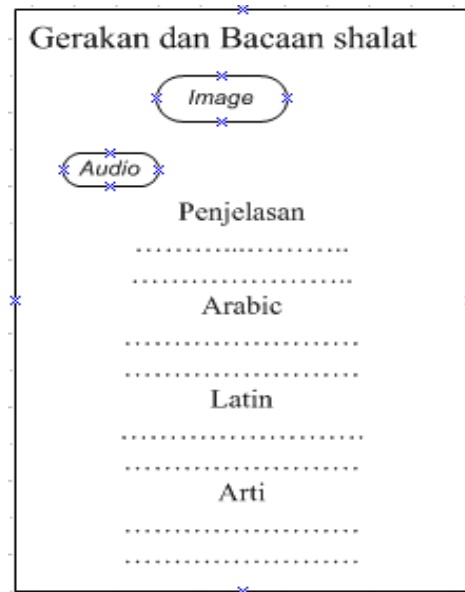 Gerakan dan Bacaan shalat
Image
Audio
Penjelasan
.......................
.......................
Arabic
........................
........................
Latin
.........................
........................
Arti
........................
........................